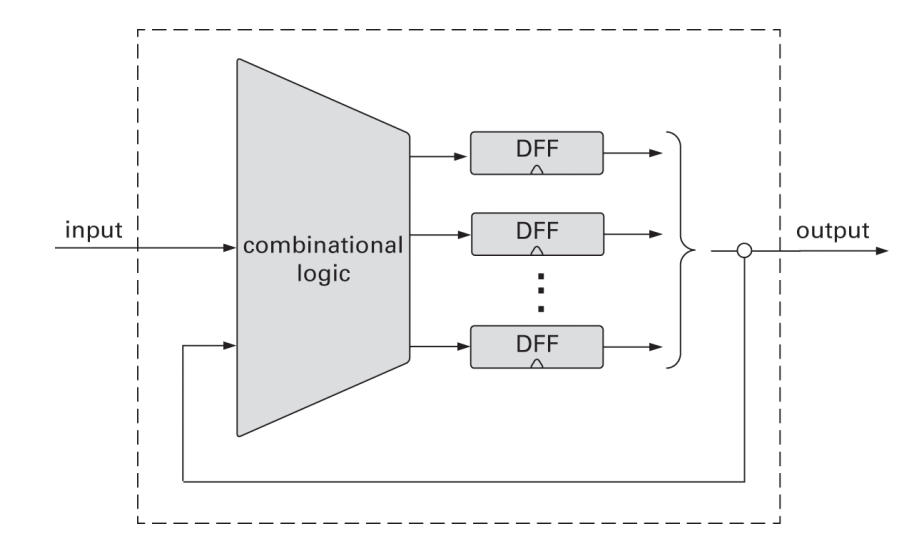 input
combinational
logic
DFF
DFF
DFF
output